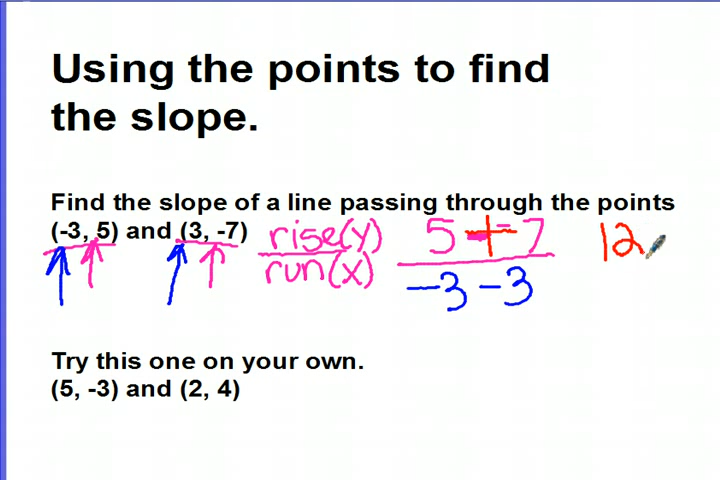 Using the points to find
the slope.
Find the slope of a line passing through the points
(-3, 5) and (3, -7)
rise(y)
run(x)
5 + 7
-3 - 3
12
Try this one on your own.
(5, -3) and (2, 4)